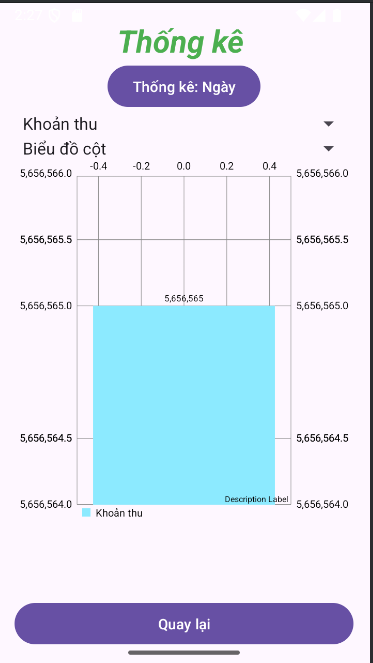 Thống kê
Thống kê: Ngày
Khoản thu
Biểu đồ cột
-0.4 -0.2 0.0 0.2 0.4
5,656,566.0 5,656,566.0
5,656,565.5 5,656,565.5
5,656,565.0 5,656,565 5,656,565.0
5,656,564.5 5,656,564.5
Description Label
5,656,564.0 5,656,564.0
Khoản thu
Quay lại